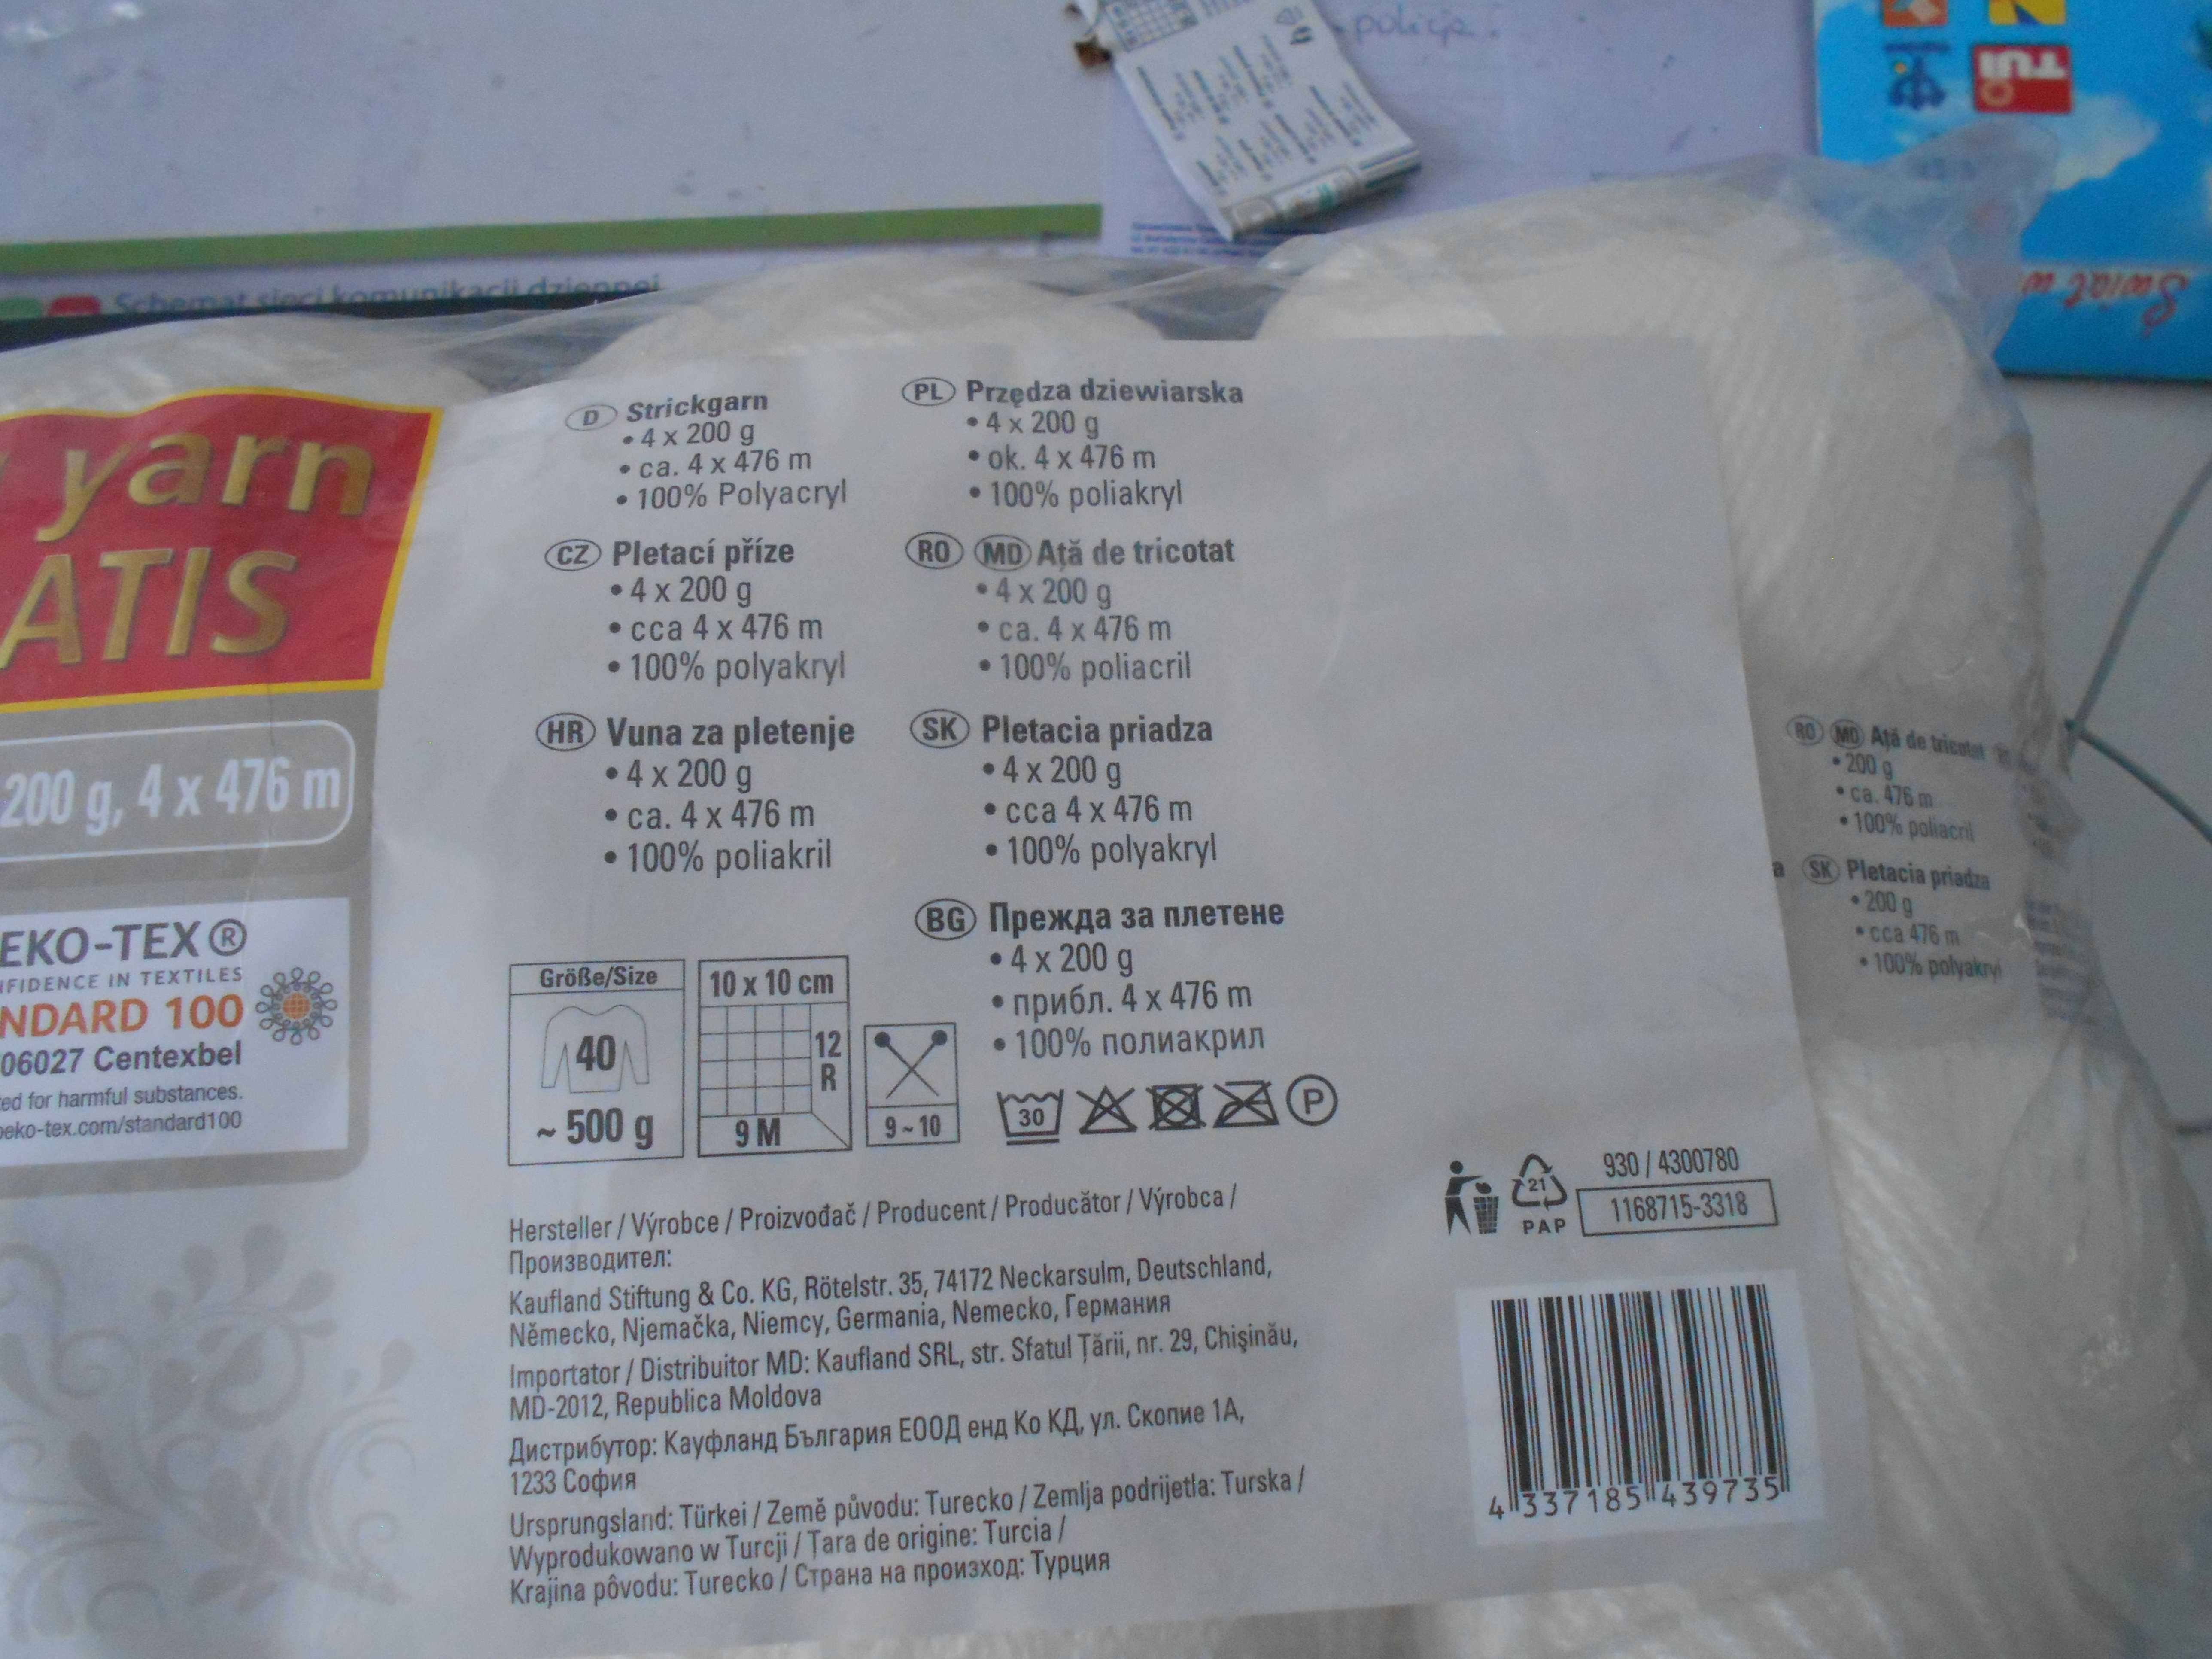 policja.
TUI
Świat w
Schemat sieci komunikacji dziennej
yarn
ATIS
200 g, 4 x 476 m
EKO-TEX®
NFIDENCE IN TEXTILES
NDARD 100
06027 Centexbel
ed for harmful substances.
oeko-tex.com/standard100
D Strickgarn
• 4 x 200 g
• ca. 4 x 476 m
• 100% Polyacryl
CZ Pletací příze
• 4 x 200 g
• cca 4 x 476 m
• 100% polyakryl
HR Vuna za pletenje
• 4 x 200 g
• ca. 4 x 476 m
• 100% poliakril
PL Przędza dziewiarska
• 4 x 200 g
• ok. 4 x 476 m
• 100% poliakryl
RO MD Ață de tricotat
• 4 x 200 g
• ca. 4 x 476 m
• 100% poliacril
SK Pletacia priadza
• 4 x 200 g
• cca 4 x 476 m
• 100% polyakryl
BG Прежда за плетене
• 4 x 200 g
• прибл. 4 x 476 m
• 100% полиакрил
Größe/Size
40
~ 500 g
10 x 10 cm
12
R
9 M
9 ~ 10
30
P
Hersteller / Výrobce / Proizvođač / Producent / Producător / Výrobca /
Производител:
Kaufland Stiftung & Co. KG, Rötelstr. 35, 74172 Neckarsulm, Deutschland,
Německo, Njemačka, Niemcy, Germania, Nemecko, Германия
Importator / Distribuitor MD: Kaufland SRL, str. Sfatul Țării, nr. 29, Chișinău,
MD-2012, Republica Moldova
Дистрибутор: Кауфланд България ЕООД енд Ко КД, ул. Скопие 1А,
1233 София
Ursprungsland: Türkei / Země původu: Turecko / Zemlja podrijetla: Turska /
Wyprodukowano w Turcji / Țara de origine: Turcia /
Krajina pôvodu: Turecko / Страна на произход: Турция
21
PAP
930 / 4300780
1168715-3318
4 337185 439735
RO MD Ață de tricotat
• 200 g
• ca. 476 m
• 100% poliacril
a SK Pletacia priadza
• 200 g
• cca 476 m
• 100% polyakryl